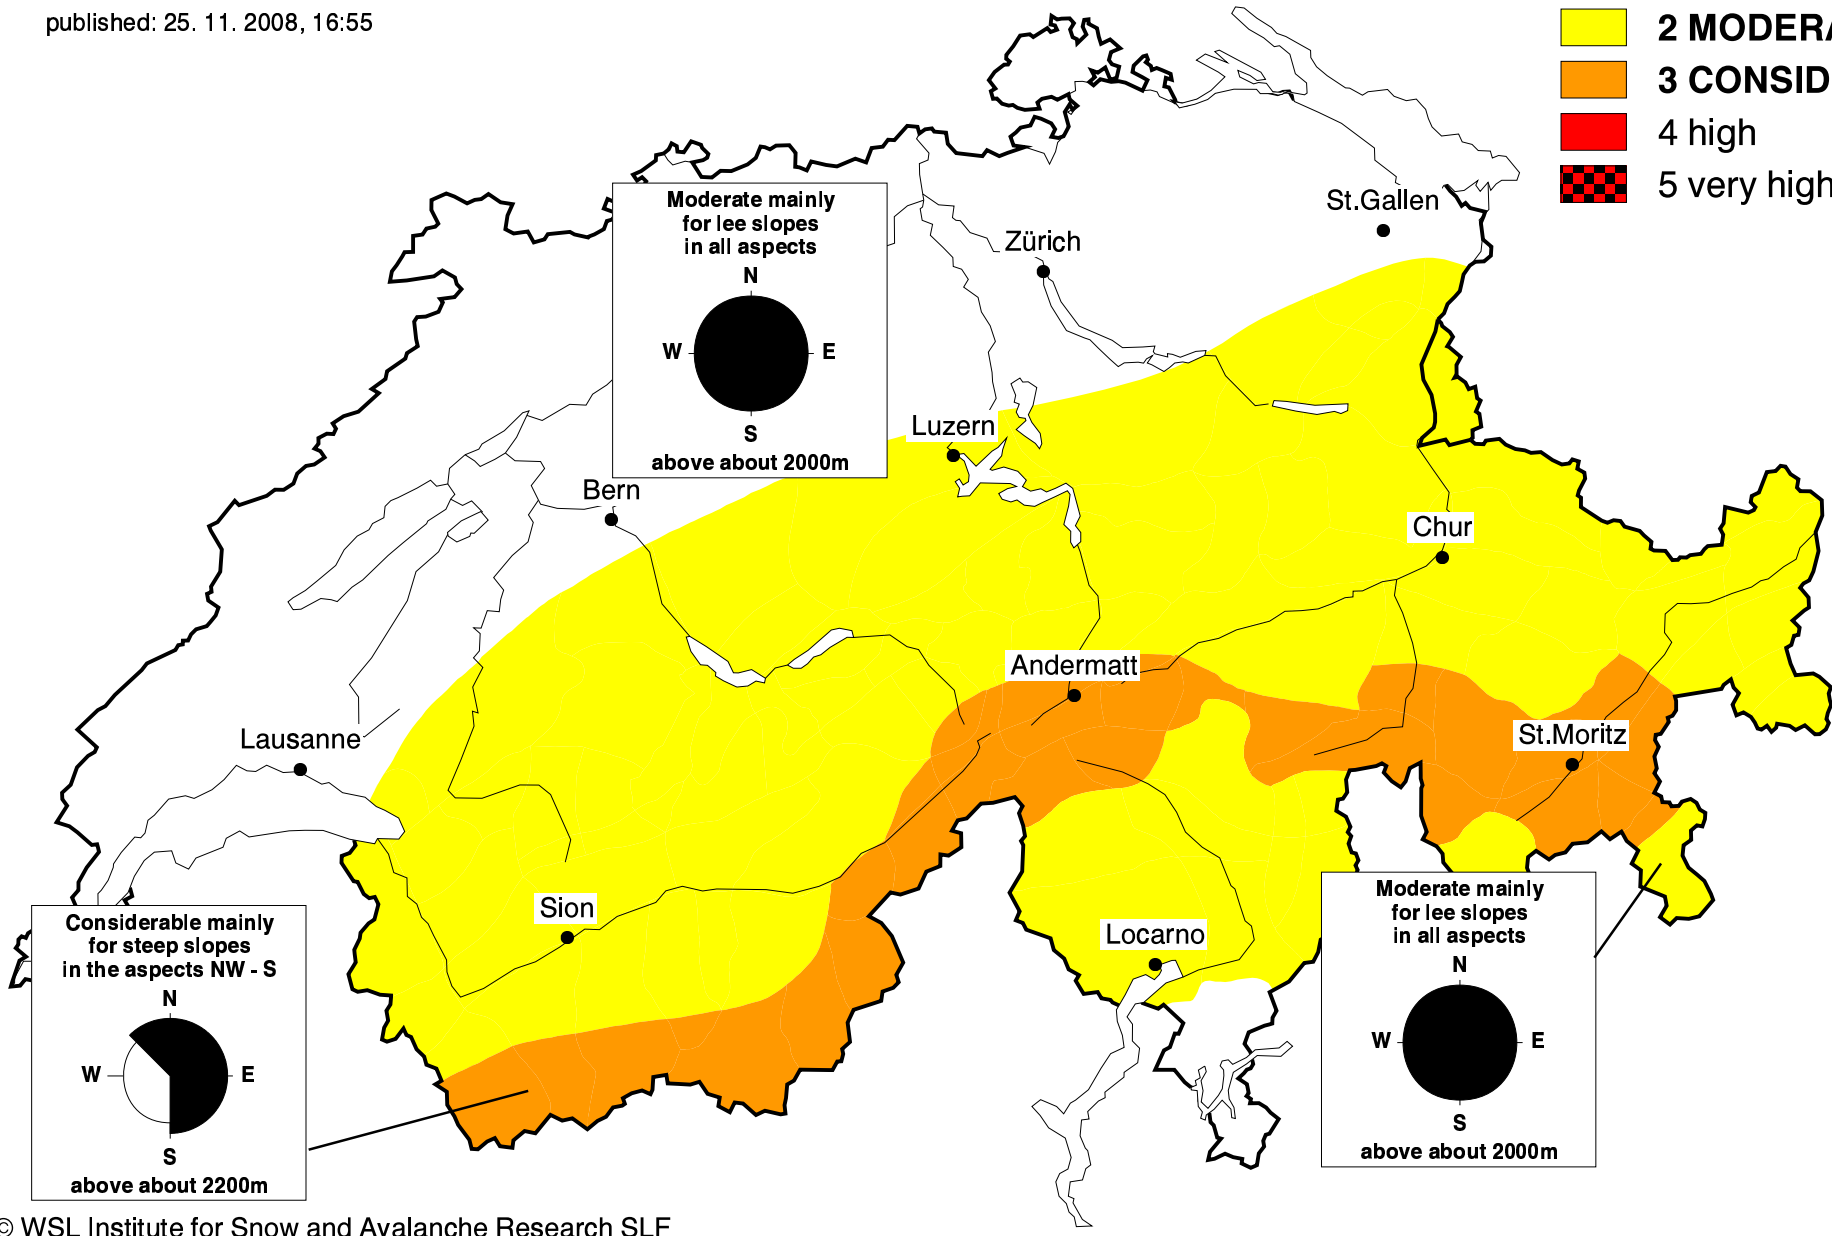 published: 25. 11. 2008, 16:55
2 MODERA
3 CONSID
4 high
5 very high
St.Gallen
Zürich
Moderate mainly
for lee slopes
in all aspects
N
W E
S
above about 2000m
Luzern
Bern
Chur
Andermatt
St.Moritz
Lausanne
Sion
Locarno
Considerable mainly
for steep slopes
in the aspects NW - S
N
W E
S
above about 2200m
Moderate mainly
for lee slopes
in all aspects
N
W E
S
above about 2000m
© WSL Institute for Snow and Avalanche Research SLF